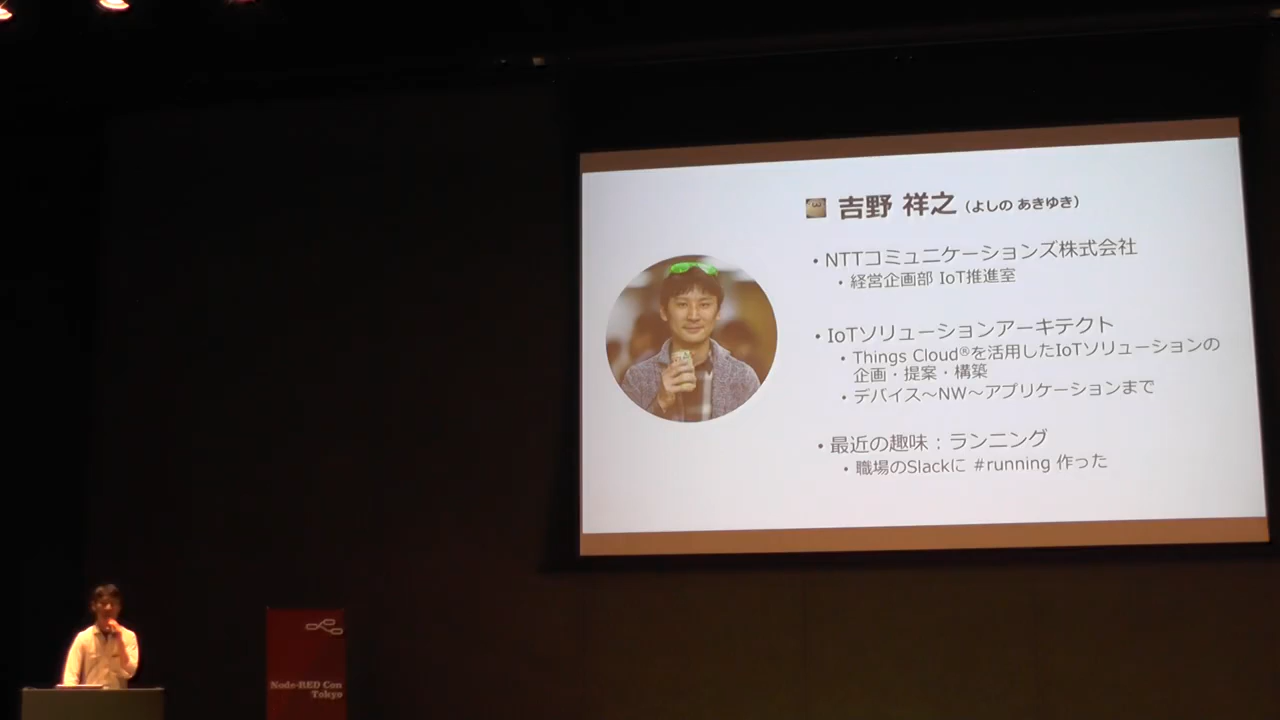 吉野 祥之 (よしの あきゆき)
・NTTコミュニケーションズ株式会社
・経営企画部 IoT推進室
・IoTソリューションアーキテクト
・Things Cloud®を活用したIoTソリューションの
企画・提案・構築
・デバイス～NW～アプリケーションまで
・最近の趣味：ランニング
・職場のSlackに #running 作った
Node-RED Con
Tokyo